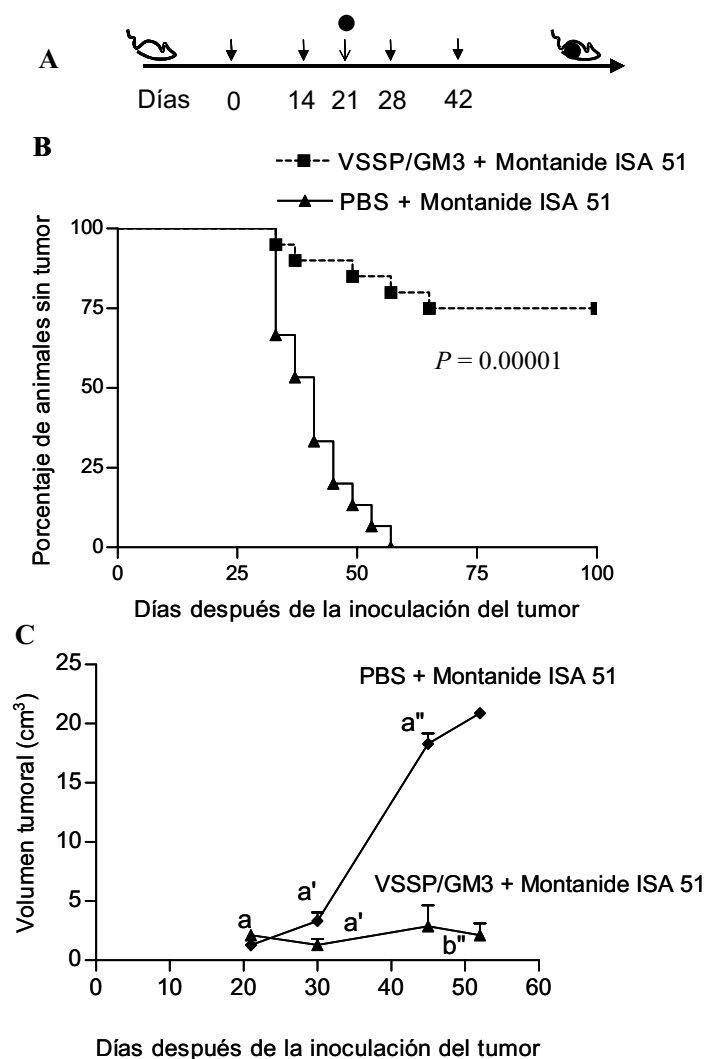 A
Días 0 14 21 28 42
B
VSSP/GM3 + Montanide ISA 51
PBS + Montanide ISA 51
Porcentaje de animales sin tumor
100
75
50
25
0
P = 0.00001
0 25 50 75 100
Días después de la inoculación del tumor
C
Volumen tumoral (cm³)
25
20
15
10
5
0
PBS + Montanide ISA 51
a"
VSSP/GM3 + Montanide ISA 51
a'
a
a'
b"
0 10 20 30 40 50 60
Días después de la inoculación del tumor